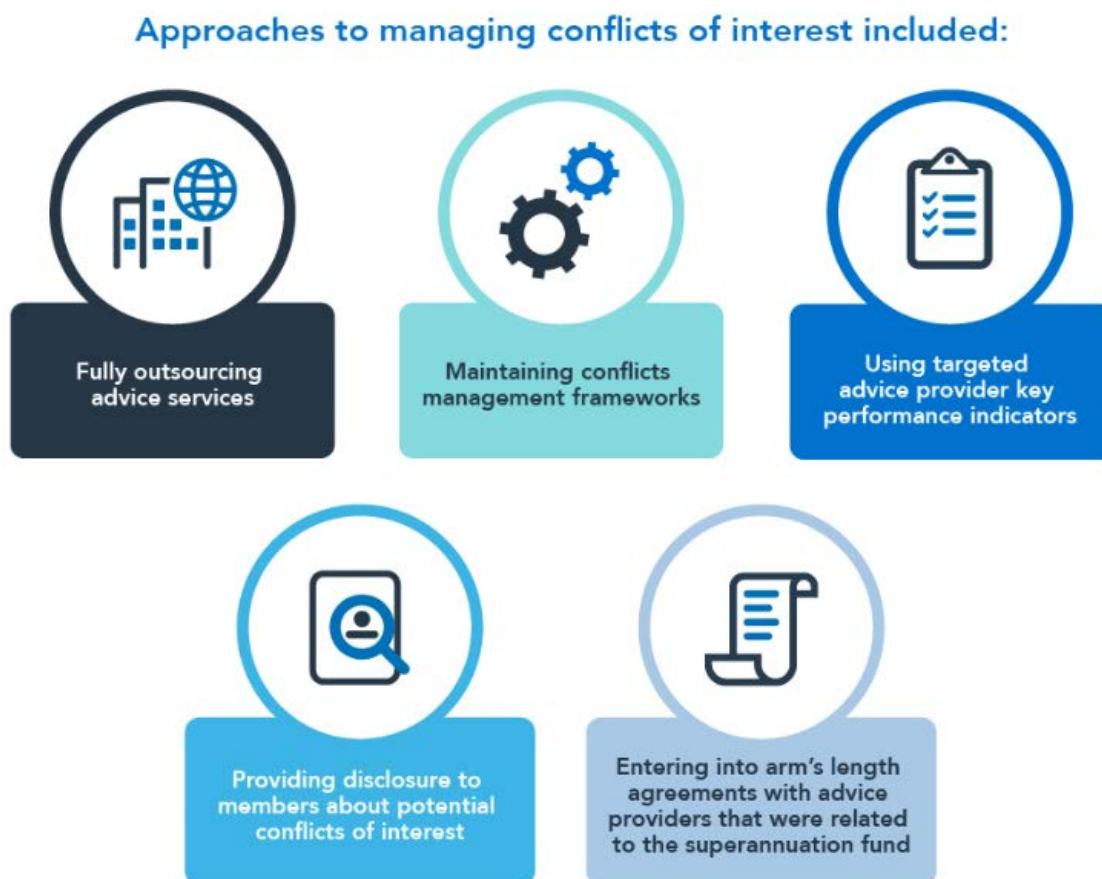 Approaches to managing conflicts of interest included:
Fully outsourcing
advice services
Maintaining conflicts
management frameworks
Using targeted
advice provider key
performance indicators
Providing disclosure to
members about potential
conflicts of interest
Entering into arm's length
agreements with advice
providers that were related
to the superannuation fund